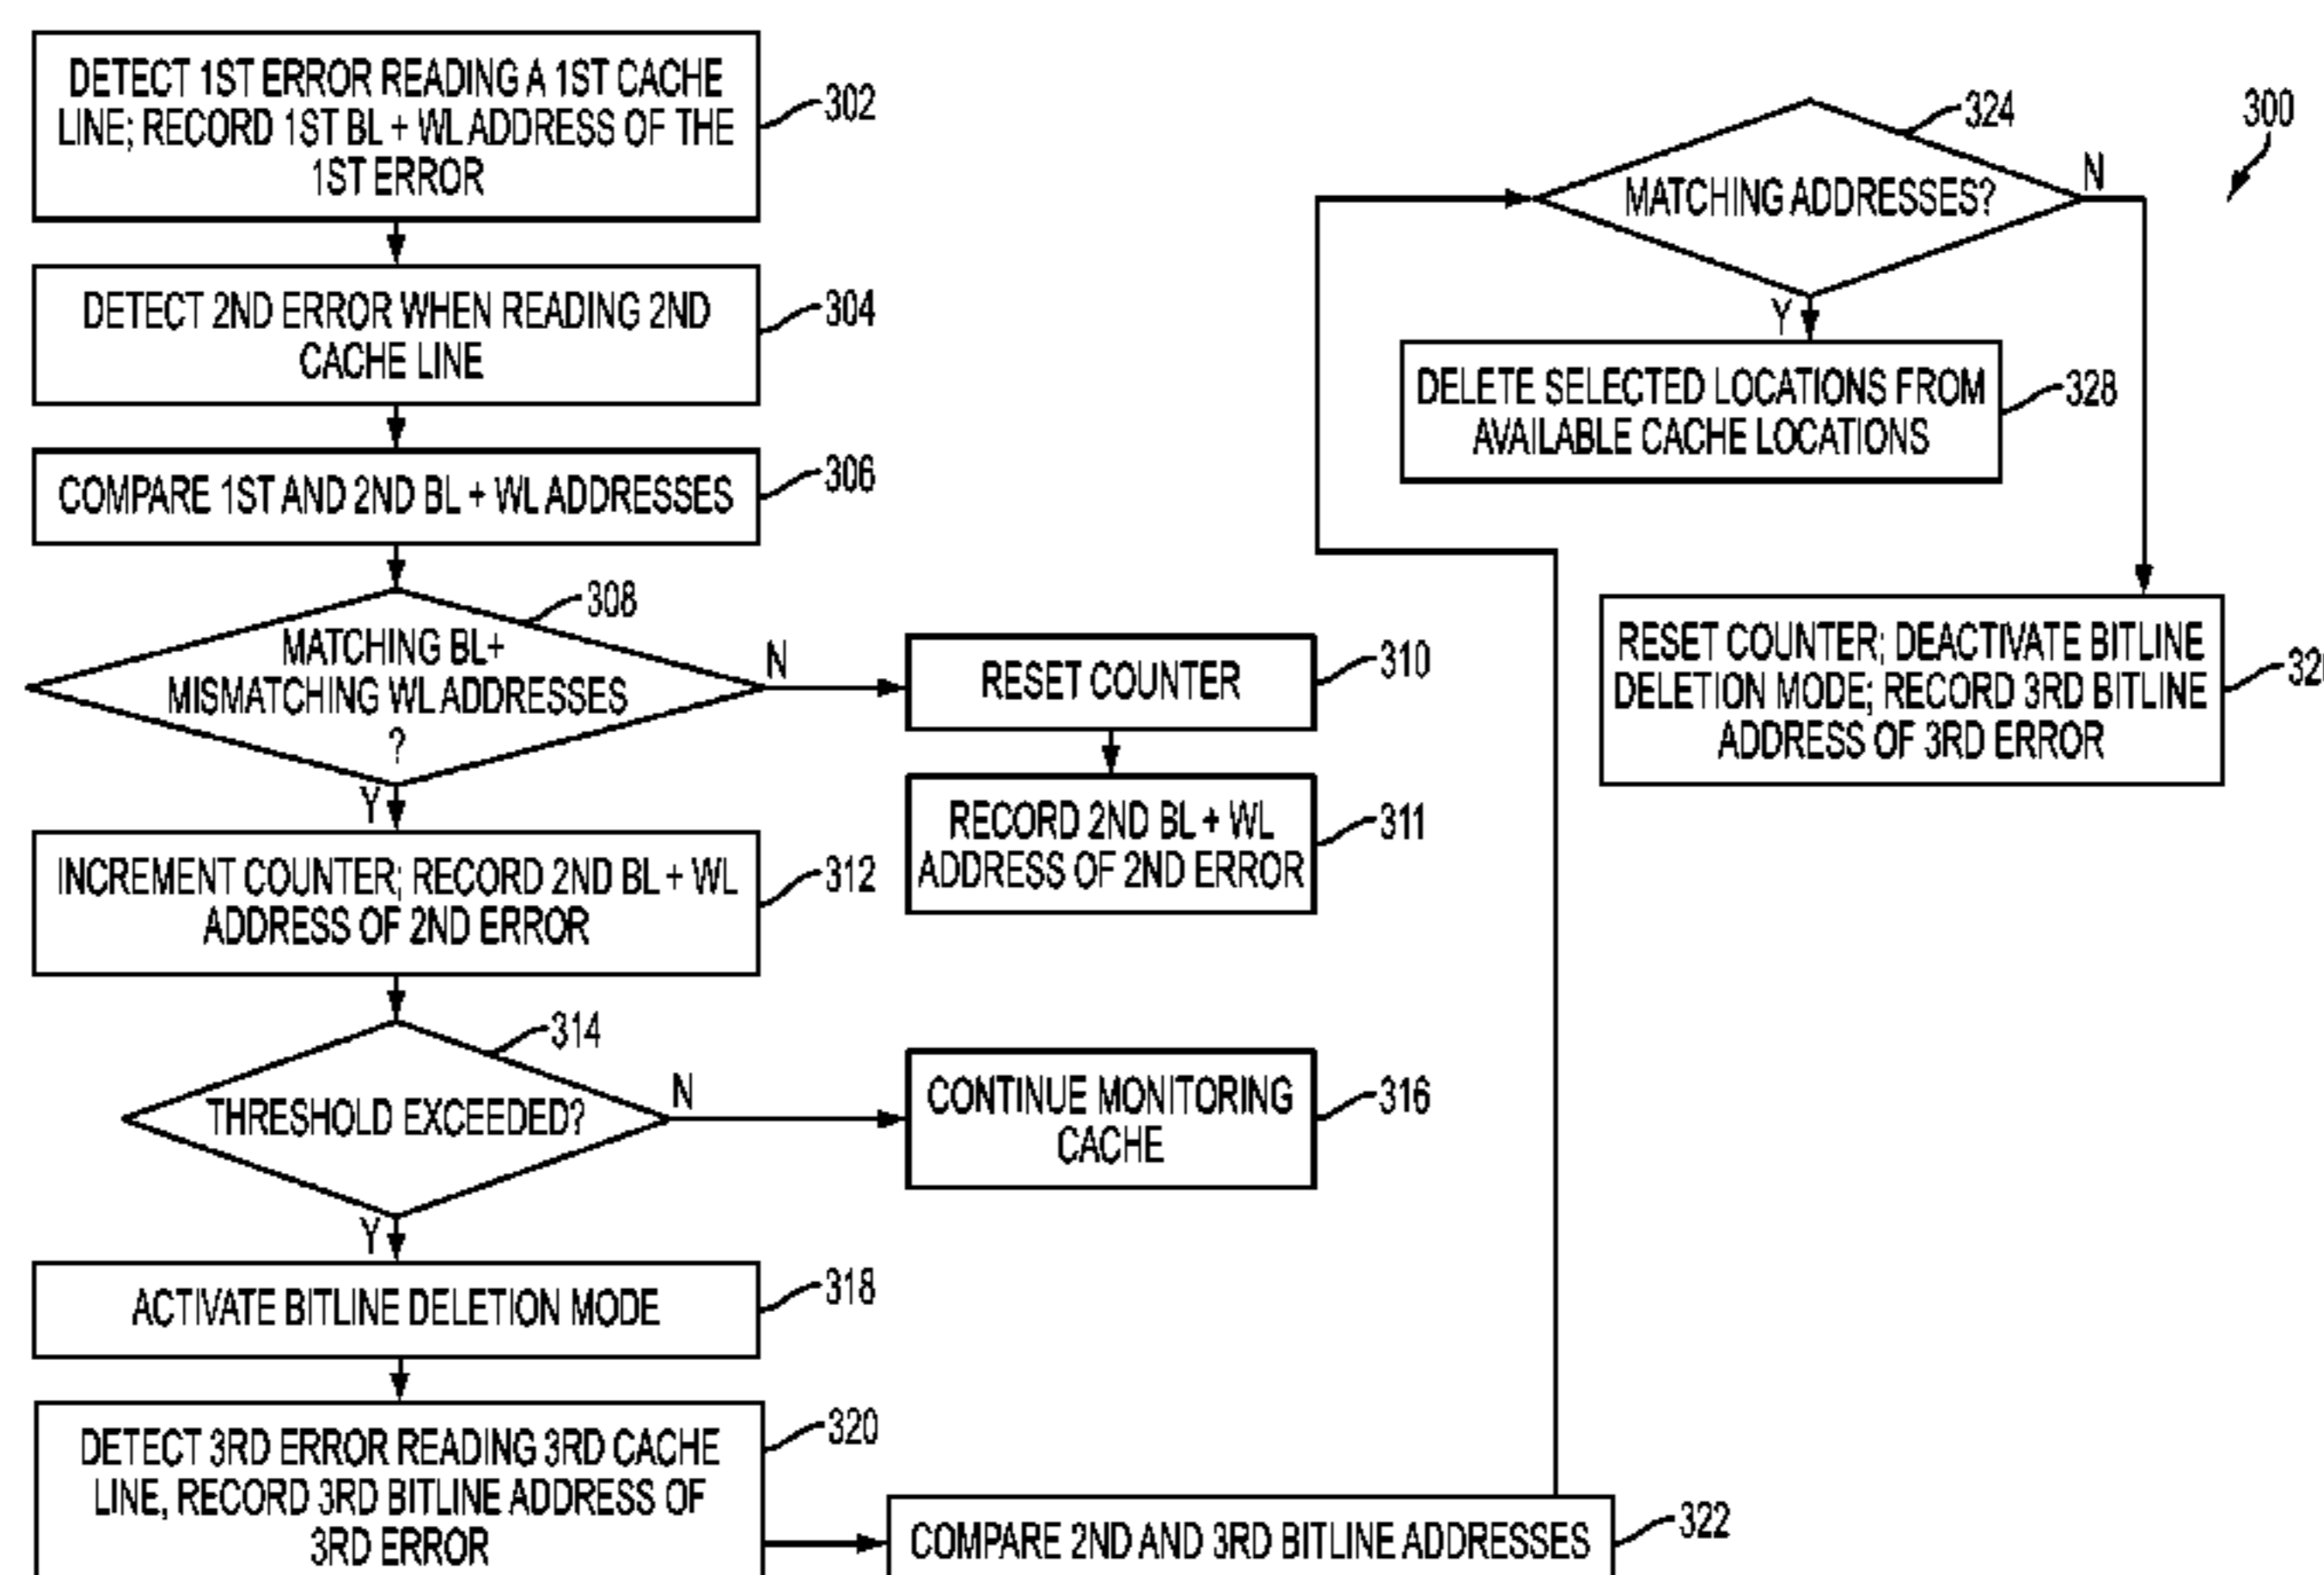 DETECT 1ST ERROR READING A 1ST CACHE
LINE; RECORD 1ST BL + WL ADDRESS OF THE
1ST ERROR
302
DETECT 2ND ERROR WHEN READING 2ND
CACHE LINE
304
COMPARE 1ST AND 2ND BL + WL ADDRESSES
306
308
MATCHING BL+
MISMATCHING WL ADDRESSES
?
N
Y
RESET COUNTER
310
RECORD 2ND BL + WL
ADDRESS OF 2ND ERROR
311
INCREMENT COUNTER; RECORD 2ND BL + WL
ADDRESS OF 2ND ERROR
312
314
THRESHOLD EXCEEDED?
N
Y
CONTINUE MONITORING
CACHE
316
ACTIVATE BITLINE DELETION MODE
318
DETECT 3RD ERROR READING 3RD CACHE
LINE, RECORD 3RD BITLINE ADDRESS OF
3RD ERROR
320
COMPARE 2ND AND 3RD BITLINE ADDRESSES
322
324
MATCHING ADDRESSES?
N
Y
300
DELETE SELECTED LOCATIONS FROM
AVAILABLE CACHE LOCATIONS
328
RESET COUNTER; DEACTIVATE BITLINE
DELETION MODE; RECORD 3RD BITLINE
ADDRESS OF 3RD ERROR